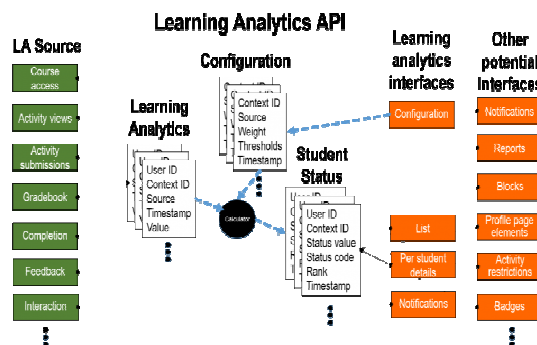 Learning Analytics API
LA Source
Course
access
Activity views
Activity
submissions
Gradebook
Completion
Feedback
Interaction
Learning
Analytics
User ID
Context ID
Source
Timestamp
Value
Configuration
Context ID
Source
Weight
Thresholds
Timestamp
Calculator
Student
Status
User ID
Context ID
Status value
Status code
Rank
Timestamp
Learning
analytics
interfaces
Configuration
List
Per student
details
Notifications
Other
potential
Interfaces
Notifications
Reports
Blocks
Profile page
elements
Activity
restrictions
Badges